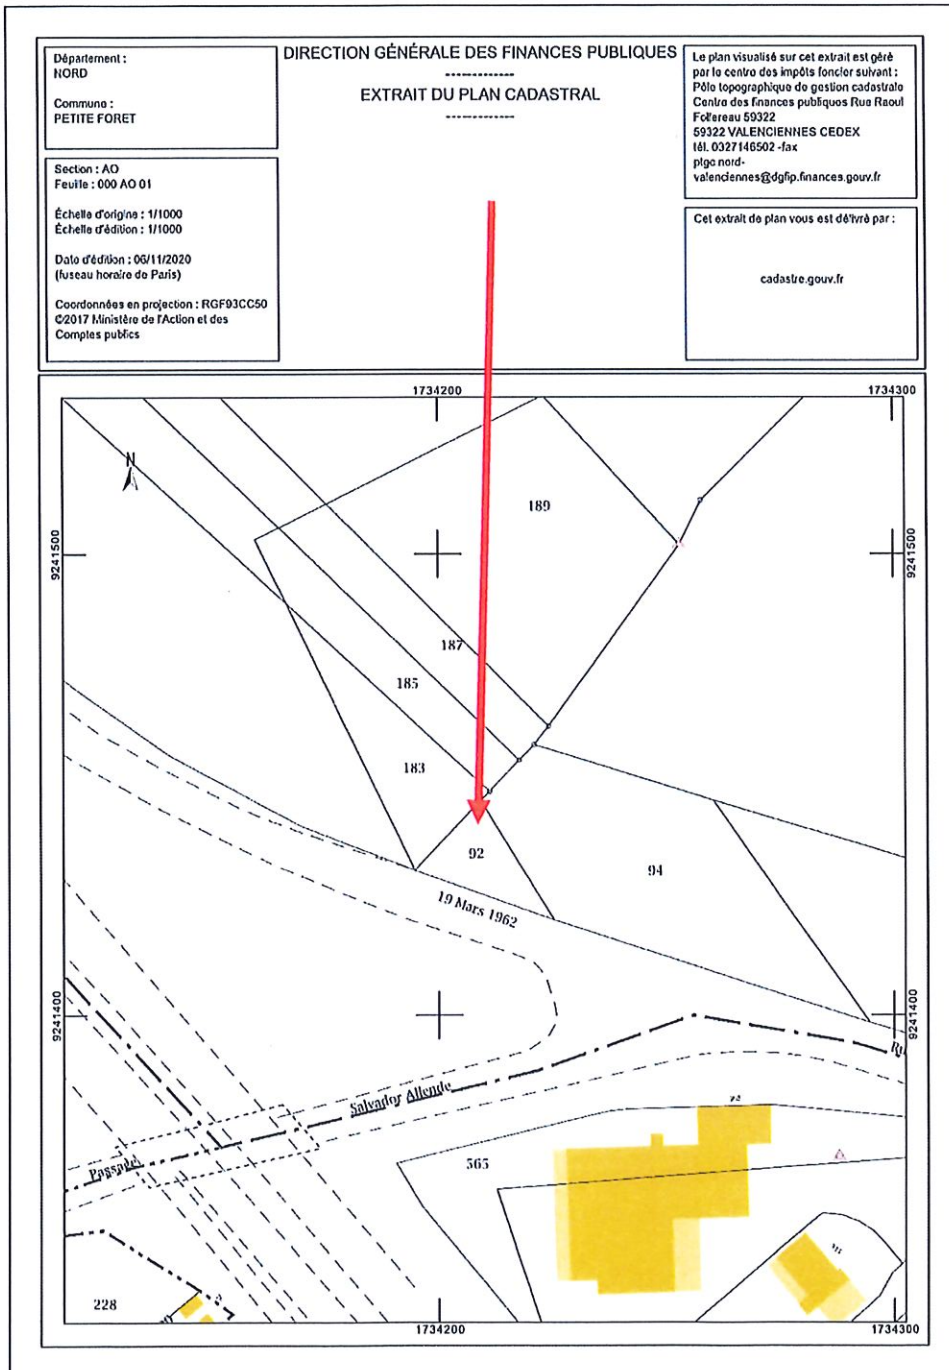 Département :
NORD
Commune :
PETITE FORET
Section : AO
Feuille : 000 AO 01
Échelle d'origine : 1/1000
Échelle d'édition : 1/1000
Date d'édition : 06/11/2020
(fuseau horaire de Paris)
Coordonnées en projection : RGF93CC50
©2017 Ministère de l'Action et des
Comptes publics
DIRECTION GÉNÉRALE DES FINANCES PUBLIQUES
-------------
EXTRAIT DU PLAN CADASTRAL
-------------
Le plan visualisé sur cet extrait est géré
par le centre des impôts foncier suivant :
Pôle topographique de gestion cadastrale
Centre des finances publiques Rue Raoul
Follereau 59322
59322 VALENCIENNES CEDEX
tél. 0327146502 -fax
ptgc nord-
valenciennes@dgfip.finances.gouv.fr
Cet extrait de plan vous est délivré par :
cadastre.gouv.fr
1734200
1734300
N
189
9241500
9241500
187
185
183
92
94
19 Mars 1962
9241400
9241400
Salvador Allende
Passage
565
228
1734200
1734300